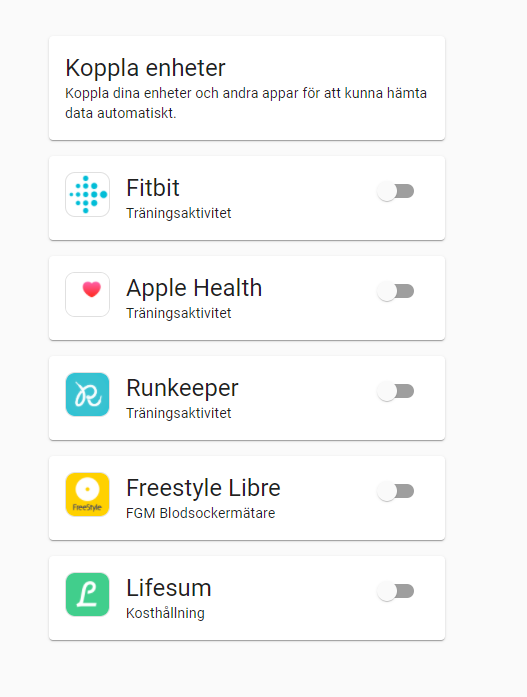 Koppla enheter
Koppla dina enheter och andra appar för att kunna hämta
data automatiskt.
Fitbit
Träningsaktivitet
Apple Health
Träningsaktivitet
Runkeeper
Träningsaktivitet
FreeStyle
Freestyle Libre
FGM Blodsockermätare
Lifesum
Kosthållning